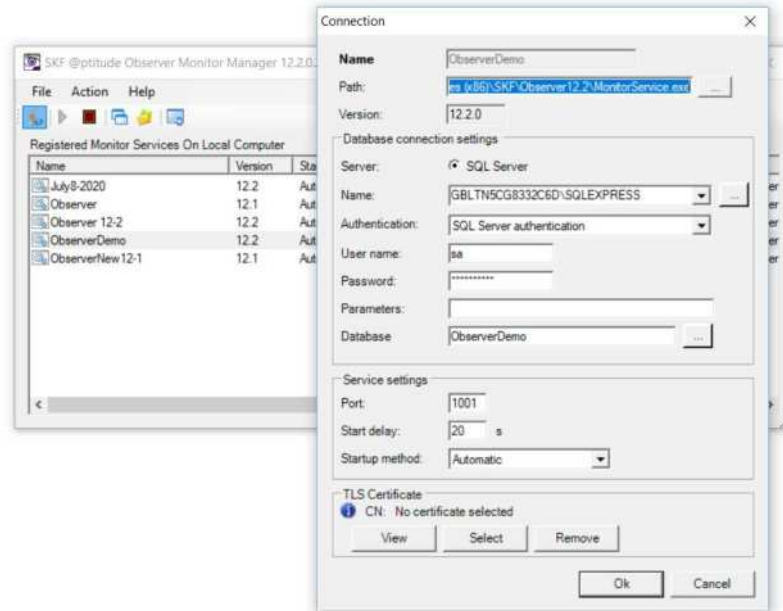 Connection
Name ObserverDemo
Path: es (x86)\SKF\Observer12.2\MonitorService.exe ...
Version: 12.2.0
Database connection settings
Server: SQL Server
Name: GBLTN5CG8332C6D\SQLEXPRESS ...
Authentication: SQL Server authentication
User name: sa
Password: **********
Parameters:
Database ObserverDemo ...
Service settings
Port: 1001
Start delay: 20 s
Startup method: Automatic
TLS Certificate
CN: No certificate selected
View Select Remove
Ok Cancel
SKF @ptitude Observer Monitor Manager 12.2.0.
File Action Help
Registered Monitor Services On Local Computer
Name Version Sta
July8-2020 12.2 Aut
Observer 12.1 Aut
Observer 12-2 12.2 Aut
ObserverDemo 12.2 Aut
ObserverNew12-1 12.1 Aut